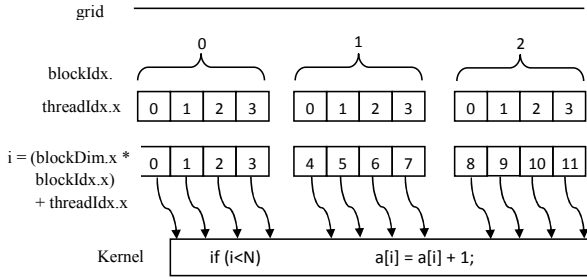 grid
0 1 2
blockIdx.
threadIdx.x 0 1 2 3 0 1 2 3 0 1 2 3
i = (blockDim.x * 0 1 2 3 4 5 6 7 8 9 10 11
blockIdx.x)
+ threadIdx.x
Kernel if (i<N) a[i] = a[i] + 1;